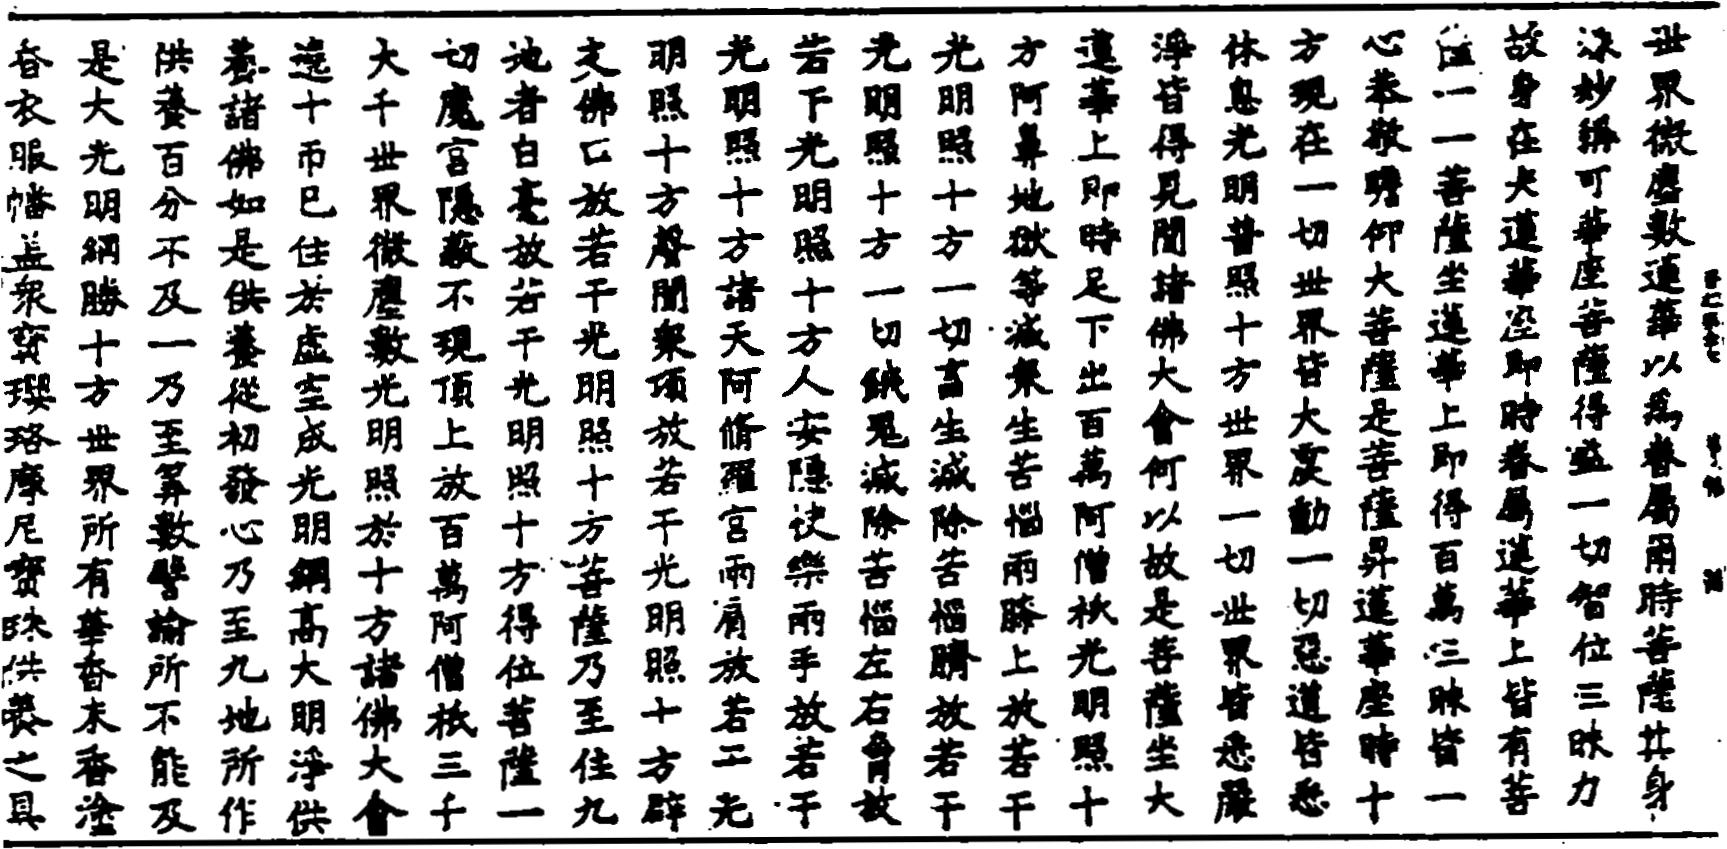 世界微塵數蓮華以為眷屬爾時菩薩其身
殊妙稱可華座菩薩得益一切智位三昧力
故身在大蓮華座即時眷屬蓮華上皆有菩
薩一一菩薩坐蓮華上即得百萬三昧皆一
心恭敬瞻仰大菩薩是菩薩昇蓮華座時十
方現在一切世界皆大震動一切惡道皆悉
休息光明普照十方世界一切世界皆悉嚴
淨皆得見聞諸佛大會何以故是菩薩坐大
蓮華上即時足下出百萬阿僧祇光明照十
方阿鼻地獄等滅眾生苦惱兩膝上放若干
光明照十方一切畜生滅除苦惱臍放若干
光明照十方一切餓鬼滅除苦惱左右脅放
若干光明照十方人安隱快樂兩手放若干
光明照十方諸天阿脩羅宮兩肩放若干光
明照十方聲聞眾項放若干光明照十方辟
支佛口放若干光明照十方菩薩乃至住九
地者白毫放若干光明照十方得位菩薩一
切魔宮隱蔽不現頂上放百萬阿僧祇三千
大千世界微塵數光明照於十方諸佛大會
遶十帀已住於虛空成光明網高大明淨供
養諸佛如是供養從初發心乃至九地所作
供養百分不及一乃至筭數譬喻所不能及
是大光明網勝十方世界所有華香末香塗
香衣服幡盖眾寶瓔珞摩尼寶珠供養之具